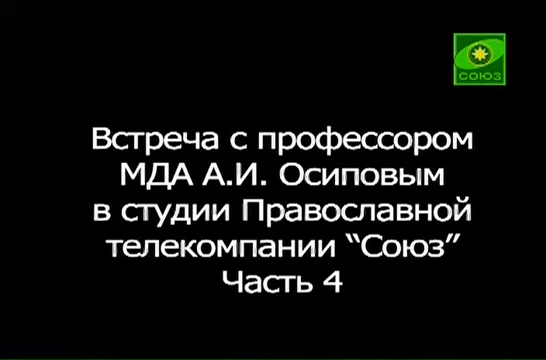 СОЮЗ
Встреча с профессором
МДА А.И. Осиповым
в студии Православной
телекомпании “Союз”
Часть 4